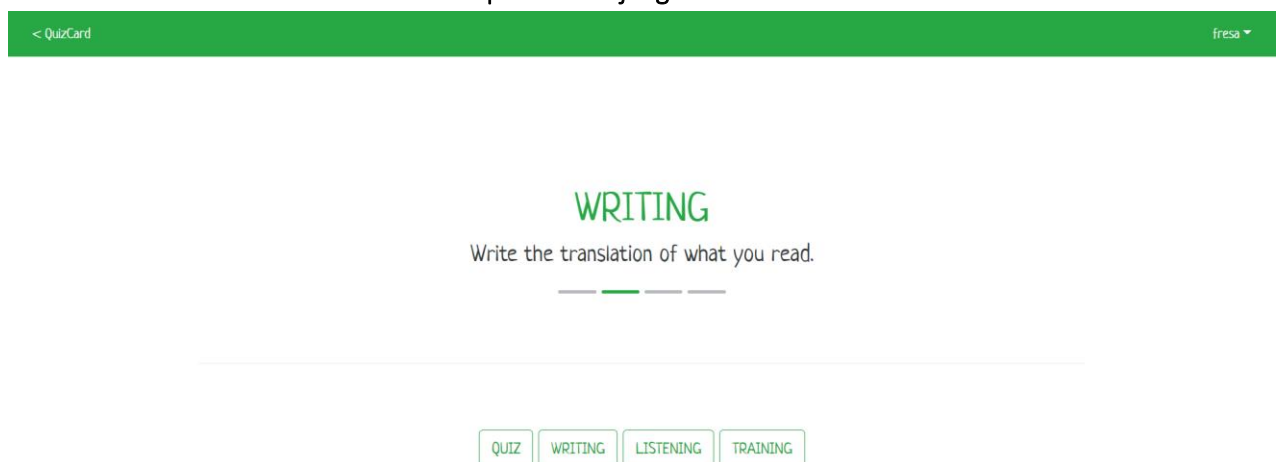 < QuizCard
fresa
WRITING
Write the translation of what you read.
QUIZ
WRITING
LISTENING
TRAINING